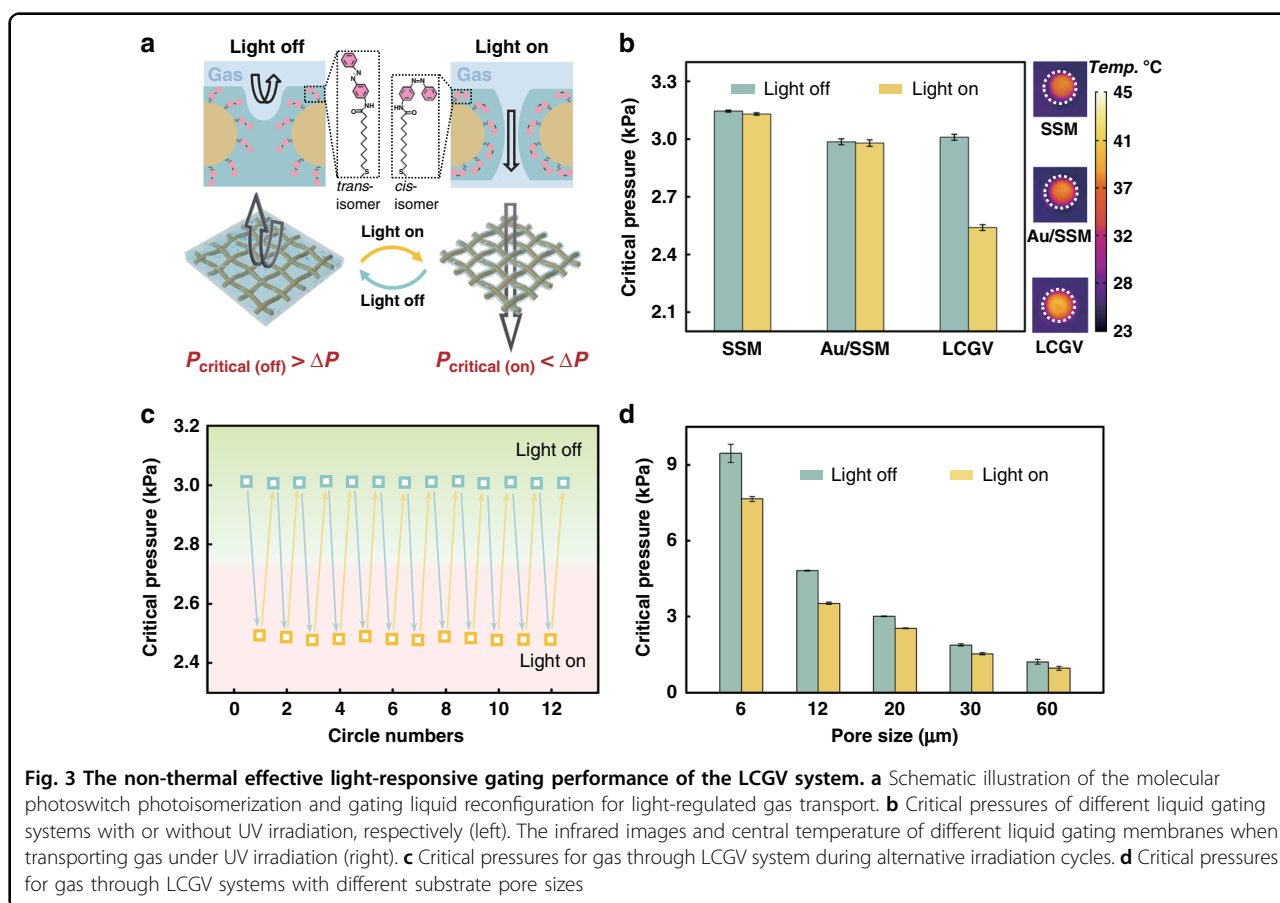 a
Light off
Light on
Gas
Gas
N
N
NH
O
S
N=N
HN
O
S
trans-
isomer
cis-
isomer
Light on
Light off
Pcritical (off) > ΔP
Pcritical (on) < ΔP
b
Critical pressure (kPa)
3.3
3.0
2.7
2.4
2.1
Light off
Light on
SSM
Au/SSM
LCGV
Temp. °C
SSM
Au/SSM
LCGV
45
41
37
32
28
23
c
Critical pressure (kPa)
3.2
3.0
2.8
2.6
2.4
Light off
Light on
0 2 4 6 8 10 12
Circle numbers
d
Critical pressure (kPa)
9
6
3
0
Light off
Light on
6 12 20 30 60
Pore size (μm)
Fig. 3 The non-thermal effective light-responsive gating performance of the LCGV system. a Schematic illustration of the molecular
photoswitch photoisomerization and gating liquid reconfiguration for light-regulated gas transport. b Critical pressures of different liquid gating
systems with or without UV irradiation, respectively (left). The infrared images and central temperature of different liquid gating membranes when
transporting gas under UV irradiation (right). c Critical pressures for gas through LCGV system during alternative irradiation cycles. d Critical pressures
for gas through LCGV systems with different substrate pore sizes